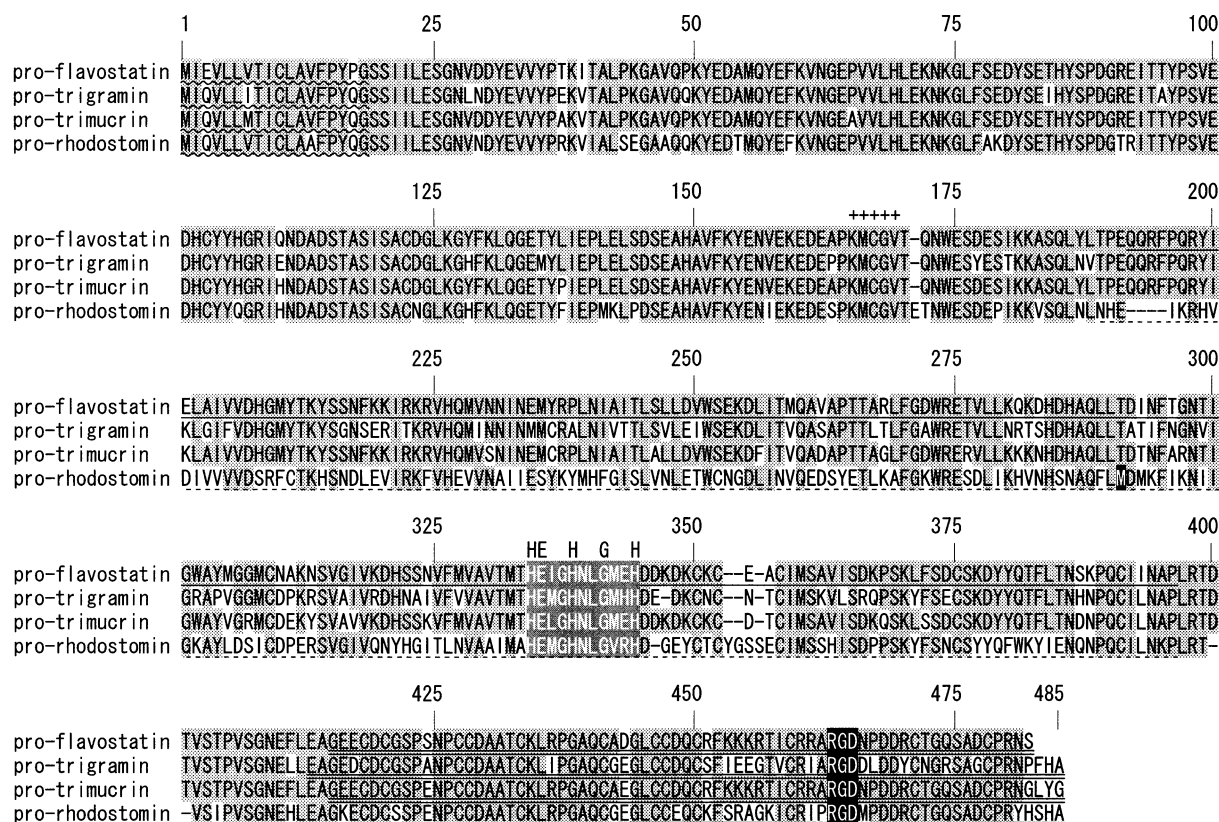 1 25 50 75 100
pro-flavostatin MIEVLLVTICLAVFPYPGSSIILESGNVDDYEVVYPTKITALPKGAVQPKYEDAMQYEFKVNGEPVVLHLEKNKGLFSEDYSETHYSPDGREITTYPSVE
pro-trigramin MIQVLLITICLAVFPYQGSSIILESGNLNDYEVVYPEKVTALPKGAVQQKYEDAMQYEFKVNGEPVVLHLEKNKGLFSEDYSEIHYSPDGREITAYPSVE
pro-trimucrin MIQVLLMTICLAVFPYQGSSIILESGNVDDYEVVYPAKVTALPKGAVQPKYEDAMQYEFKVNGEAVVLHLEKNKGLFSEDYSETHYSPDGREITTYPSVE
pro-rhodostomin MIQVLLVTICLAAFPYQGSSIILESGNVNDYEVVYPRKVIALSEGAAQQKYEDTMQYEFKVNGEPVVLHLEKNKGLFAKDYSETHYSPDGTRITTYPSVE
125 150 175 200
+++++
pro-flavostatin DHCYYHGRIQNDADSTASISACDGLKGYFKLQGETYLIEPLELSDSEAHAVFKYENVEKEDEAPKMCGVT-QNWESDESIKKASQLYLTPEQQRFPQRYI
pro-trigramin DHCYYHGRIENDADSTASISACDGLKGHFKLQGEMYLIEPLELSDSEAHAVFKYENVEKEDEPPKMCGVT-QNWESYESTKKASQLNVTPEQQRFPQRYI
pro-trimucrin DHCYYHGRIHNDADSTASISACDGLKGHFKLQGETYPIEPLELSDSEAHAVFKYENVEKEDEAPKMCGVT-QNWESDESIKKASQLYLTPEQQRFPQRYI
pro-rhodostomin DHCYYQGRIHNDADSTASISACNGLKGHFKLQGETYFIEPMKLPDSEAHAVFKYENIEKEDESPKMCGVTETNWESDEPIKKVSQLNLNHE----IKRHV
225 250 275 300
pro-flavostatin ELAIVVDHGMYTKYSSNFKKIRKRVHQMVNNINEMYRPLNIAITLSLLDVWSEKDLITMQAVAPTTARLFGDWRETVLLKQKDHDHAQLLTDINFTGNTI
pro-trigramin KLGIFVDHGMYTKYSGNSERITKRVHQMINNINMMCRALNIVTTLSVLEIWSEKDLITVQASAPTTLTLFGAWRETVLLNRTSHDHAQLLTATIFNGNVI
pro-trimucrin KLAIVVDHGMYTKYSSNFKKIRKRVHQMVSNINEMCRPLNIAITLALLDVWSEKDFITVQADAPTTAGLFGDWRERVLLKKKNHDHAQLLTDTNFARNTI
pro-rhodostomin DIVVVVDSRFCTKHSNDLEVIRKFVHEVVNAIIESYKYMHFGISLVNLETWCNGDLINVQEDSYETLKAFGKWRESDLIKHVNHSNAQFLMDMKFIKNII
325 350 375 400
HE H G H
pro-flavostatin GWAYMGGMCNAKNSVGIVKDHSSNVFMVAVTMTHEIGHNLGMEHDDKDKCKC--E-ACIMSAVISDKPSKLFSDCSKDYYQTFLTNSKPQCIINAPLRTD
pro-trigramin GRAPVGGMCDPKRSVAIVRDHNAIVFVVAVTMTHEMGHNLGMHHDE-DKCNC--N-TCIMSKVLSRQPSKYFSECSKDYYQTFLTNHNPQCILNAPLRTD
pro-trimucrin GWAYVGRMCDEKYSVAVVKDHSSKVFMVAVTMTHELGHNLGMEHDDKDKCKC--D-TCIMSAVISDKQSKLSSDCSKDYYQTFLTNDNPQCILNAPLRTD
pro-rhodostomin GKAYLDSICDPERSVGIVQNYHGITLNVAAIMAHEMGHNLGVRHD-GEYCTCYGSSECIMSSHISDPPSKYFSNCSYYQFWKYIENQNPQCILNKPLRT-
425 450 475 485
pro-flavostatin TVSTPVSGNEFLEAGEECDCGSPSNPCCDAATCKLRPGAQCADGLCCDQCRFKKKRTICRRARGDNPDDRCTGQSADCPRNS
pro-trigramin TVSTPVSGNELLEAGEDCDCGSPANPCCDAATCKLIPGAQCGEGLCCDQCSFIEEGTVCRIARGDDLDDYCNGRSAGCPRNPFHA
pro-trimucrin TVSTPVSGNEFLEAGEECDCGSPENPCCDAATCKLRPGAQCAEGLCCDQCRFKKKRTICRRARGDNPDDRCTGQSADCPRNGLYG
pro-rhodostomin -VSIPVSGNEHLEAGKECDCSSPENPCCDAATCKLRPGAQCAEGLCCEQCKFSRAGKICRIPRGDMPDDRCTGQSADCPRYHSHA